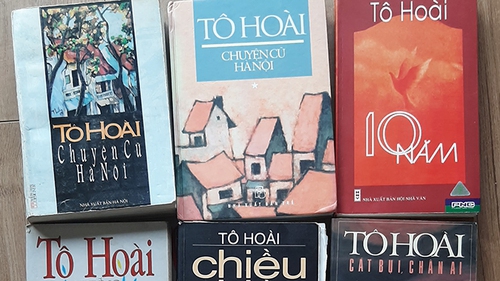 TÔ HOÀI
Chuyện Cũ
Hà Nội
NHÀ XUẤT BẢN HÀ NỘI
TÔ HOÀI
CHUYỆN CŨ
HÀ NỘI
Tô Hoài
10 NĂM
NHÀ XUẤT BẢN HỘI NHÀ VĂN
PNC
Tô Hoài
TÔ HOÀI
chiều
TÔ HOÀI
CÁT BỤI CHÂN AI